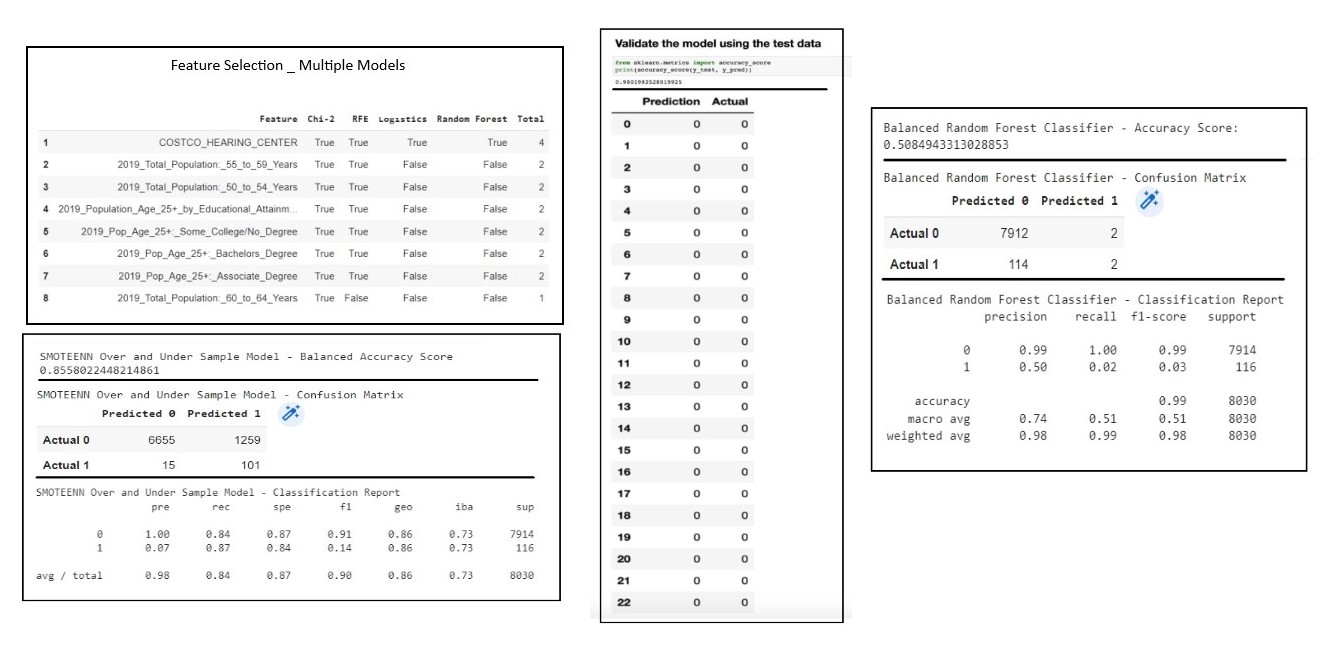 Feature Selection _ Multiple Models
Feature Chi-2 RFE Logistics Random Forest Total
1 COSTCO_HEARING_CENTER True True True True 4
2 2019_Total_Population:_55_to_59_Years True True False False 2
3 2019_Total_Population:_50_to_54_Years True True False False 2
4 2019_Population_Age_25+_by_Educational_Attainm... True True False False 2
5 2019_Pop_Age_25+:_Some_College/No_Degree True True False False 2
6 2019_Pop_Age_25+:_Bachelors_Degree True True False False 2
7 2019_Pop_Age_25+:_Associate_Degree True True False False 2
8 2019_Total_Population:_60_to_64_Years True False False False 1
SMOTEENN Over and Under Sample Model - Balanced Accuracy Score
0.8558022448214861
SMOTEENN Over and Under Sample Model - Confusion Matrix
Predicted 0 Predicted 1
Actual 0 6655 1259
Actual 1 15 101
SMOTEENN Over and Under Sample Model - Classification Report
pre rec spe f1 geo iba sup
0 1.00 0.84 0.87 0.91 0.86 0.73 7914
1 0.07 0.87 0.84 0.14 0.86 0.73 116
avg / total 0.98 0.84 0.87 0.90 0.86 0.73 8030
Validate the model using the test data
from sklearn.metrics import accuracy_score
print(accuracy_score(y_test, y_pred))
Prediction Actual
0 0 0
1 0 0
2 0 0
3 0 0
4 0 0
5 0 0
6 0 0
7 0 0
8 0 0
9 0 0
10 0 0
11 0 0
12 0 0
13 0 0
14 0 0
15 0 0
16 0 0
17 0 0
18 0 0
19 0 0
20 0 0
21 0 0
22 0 0
Balanced Random Forest Classifier - Accuracy Score:
0.5084943313028853
Balanced Random Forest Classifier - Confusion Matrix
Predicted 0 Predicted 1
Actual 0 7912 2
Actual 1 114 2
Balanced Random Forest Classifier - Classification Report
precision recall f1-score support
0 0.99 1.00 0.99 7914
1 0.50 0.02 0.03 116
accuracy 0.99 8030
macro avg 0.74 0.51 0.51 8030
weighted avg 0.98 0.99 0.98 8030